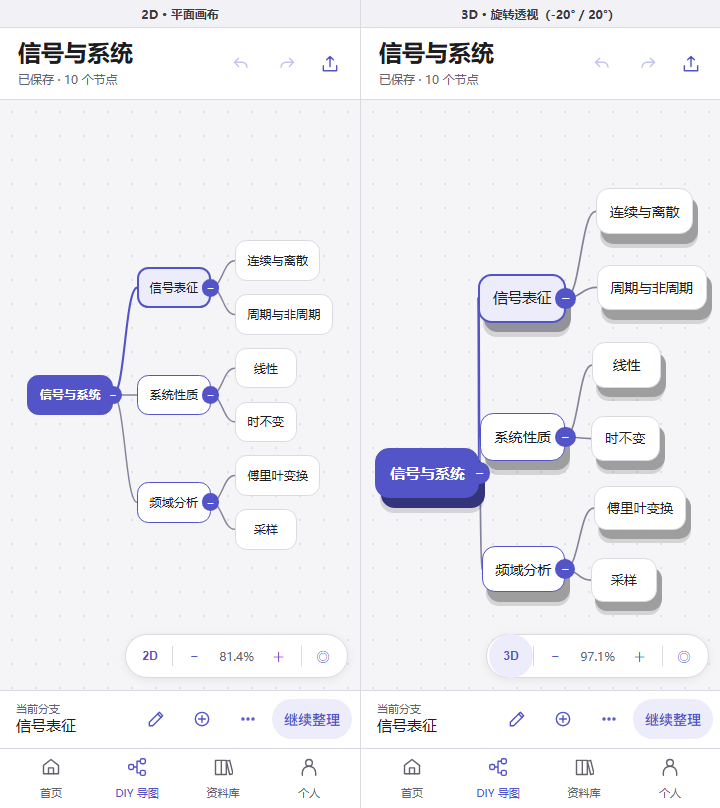 2D • 平面画布
信号与系统
已保存 · 10 个节点
连续与离散
信号表征
−
周期与非周期
线性
信号与系统
−
系统性质
−
时不变
傅里叶变换
频域分析
−
采样
2D
−
81.4%
+
当前分支
信号表征
继续整理
首页
DIY 导图
资料库
个人
3D • 旋转透视（-20° / 20°）
信号与系统
已保存 · 10 个节点
连续与离散
周期与非周期
信号表征
−
线性
系统性质
−
时不变
信号与系统
−
傅里叶变换
频域分析
−
采样
3D
−
97.1%
+
当前分支
信号表征
继续整理
首页
DIY 导图
资料库
个人